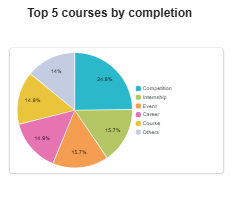 Top 5 courses by completion
24.8%
15.7%
15.7%
14.9%
14.9%
14%
Competition
Internship
Event
Career
Course
Others